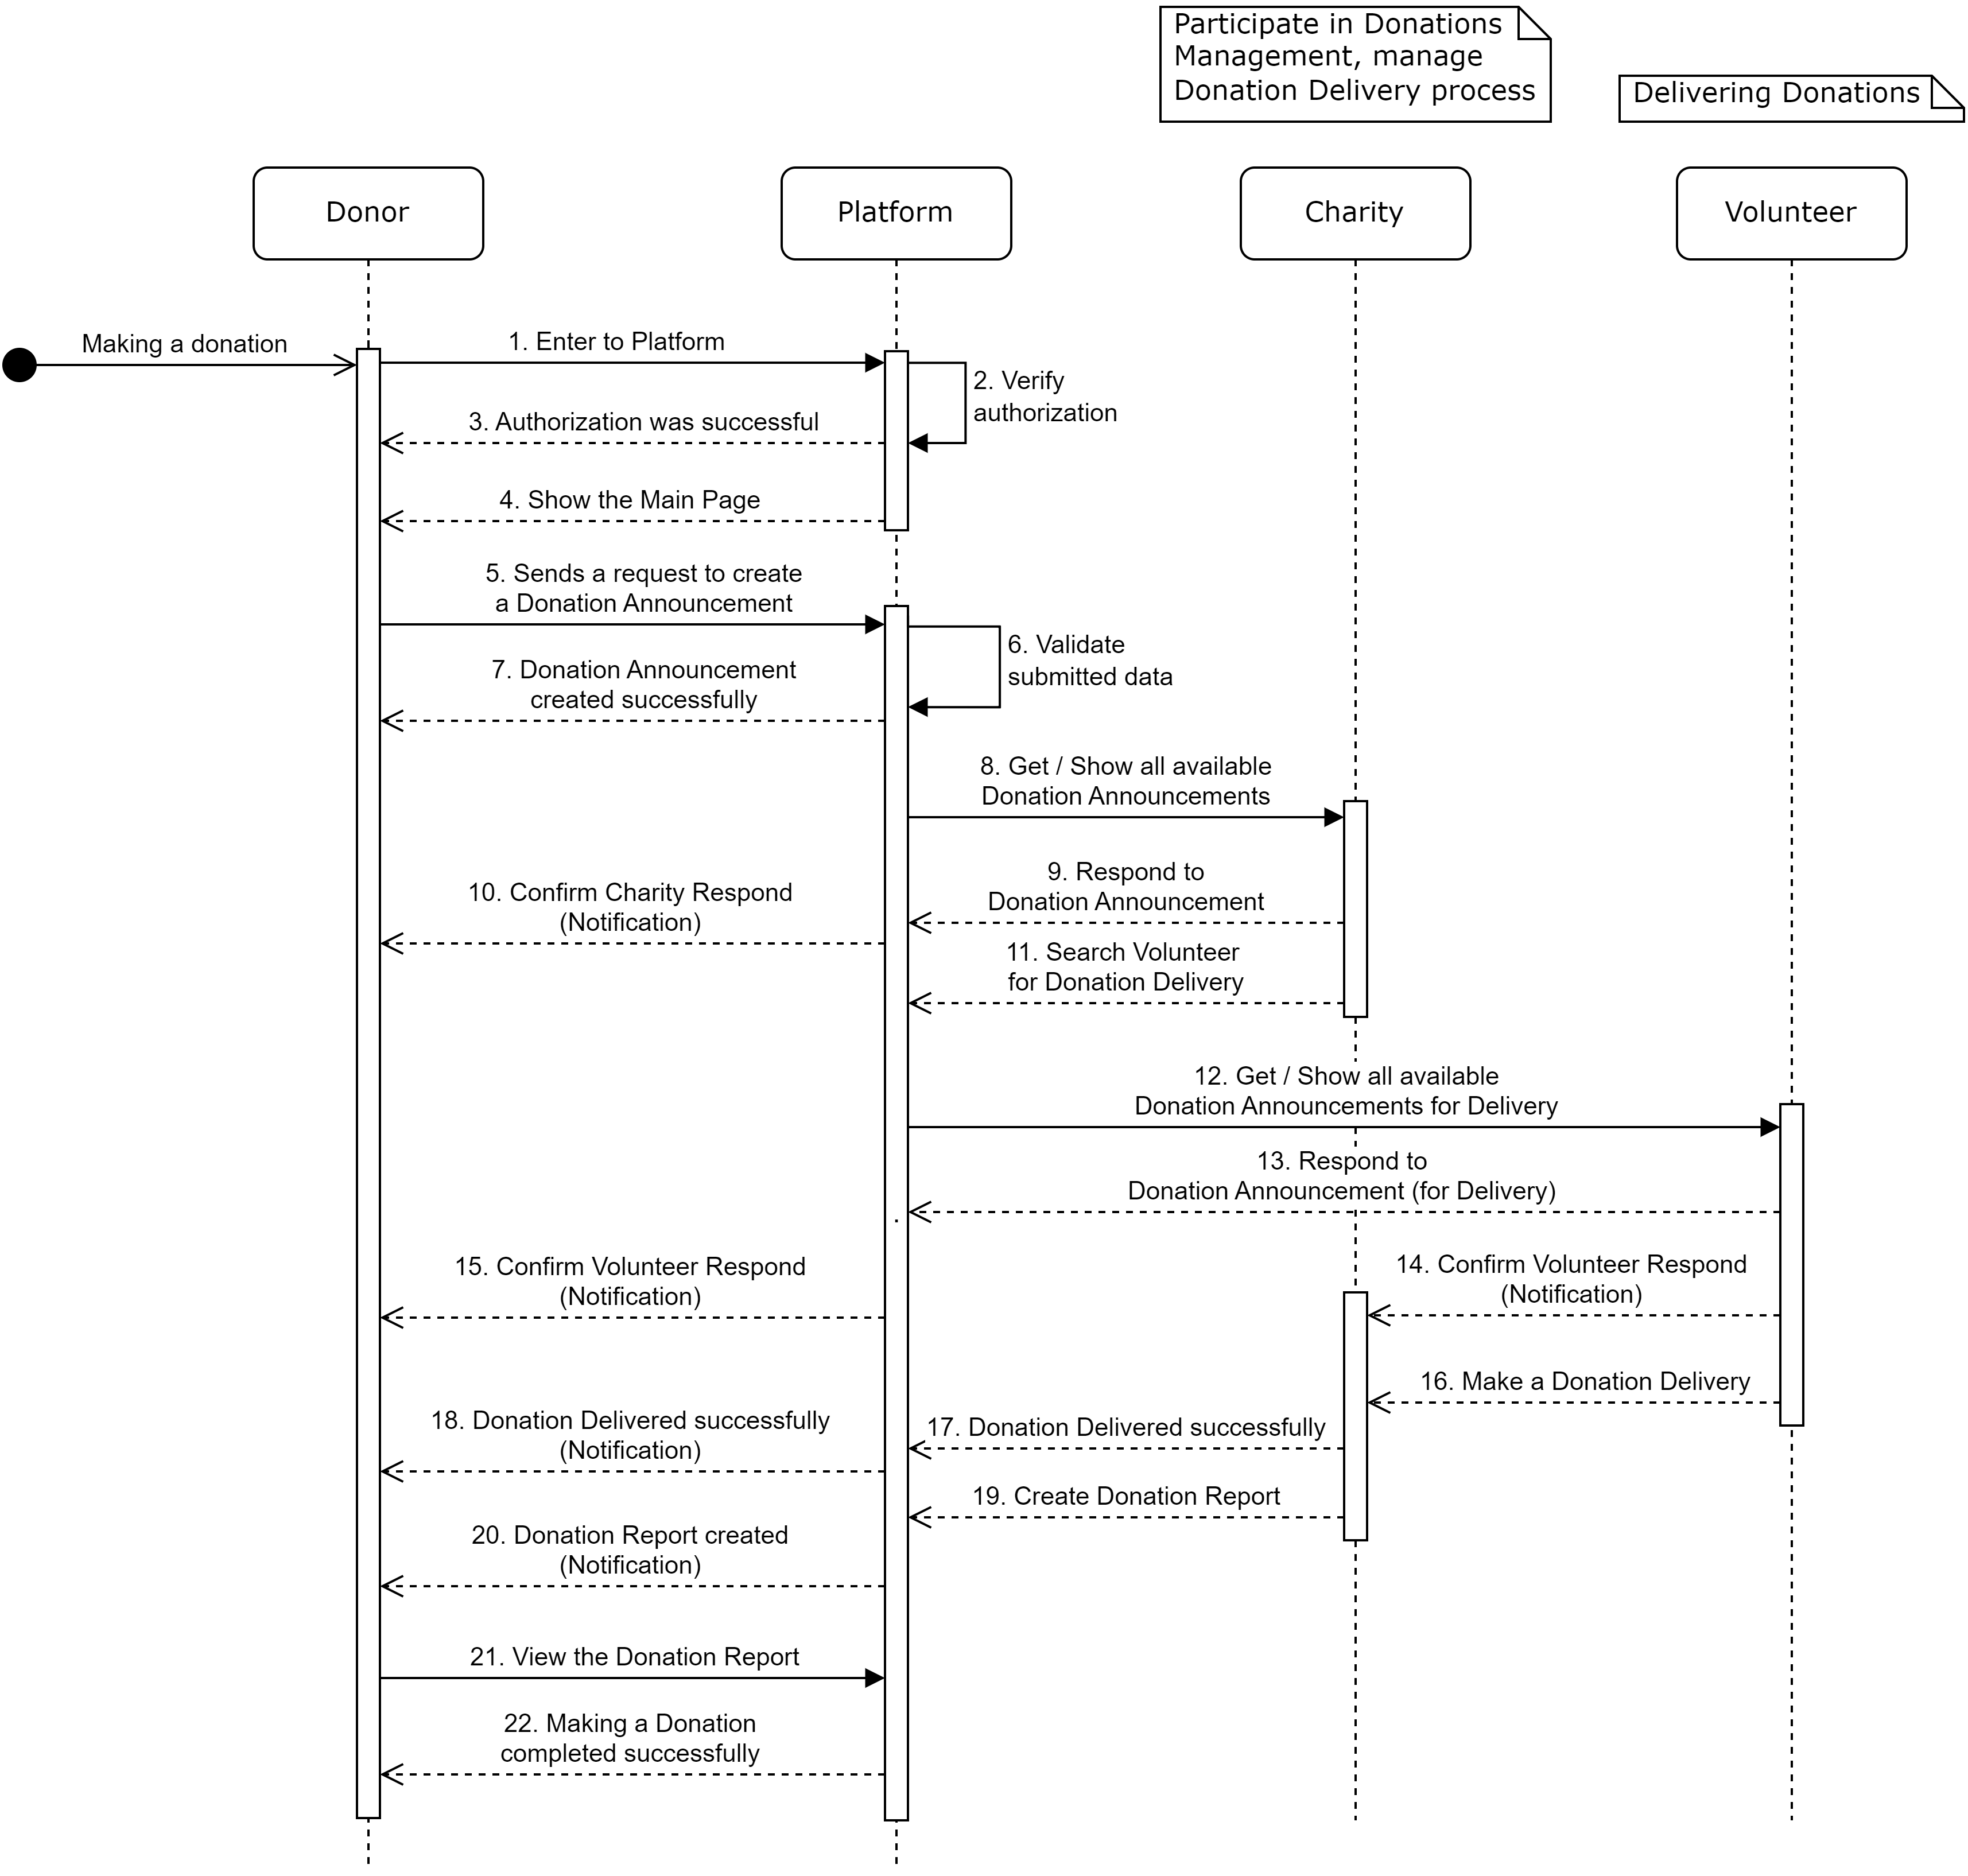 Participate in Donations
Management, manage
Donation Delivery process
Delivering Donations
Donor
Platform
Charity
Volunteer
Making a donation
1. Enter to Platform
2. Verify
authorization
3. Authorization was successful
4. Show the Main Page
5. Sends a request to create
a Donation Announcement
6. Validate
submitted data
7. Donation Announcement
created successfully
8. Get / Show all available
Donation Announcements
9. Respond to
Donation Announcement
10. Confirm Charity Respond
(Notification)
11. Search Volunteer
for Donation Delivery
12. Get / Show all available
Donation Announcements for Delivery
13. Respond to
Donation Announcement (for Delivery)
14. Confirm Volunteer Respond
(Notification)
15. Confirm Volunteer Respond
(Notification)
16. Make a Donation Delivery
17. Donation Delivered successfully
18. Donation Delivered successfully
(Notification)
19. Create Donation Report
20. Donation Report created
(Notification)
21. View the Donation Report
22. Making a Donation
completed successfully